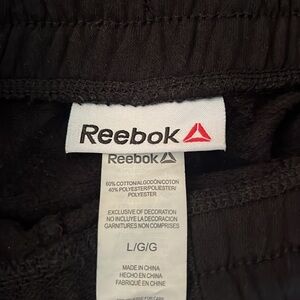 Reebok
Reebok
60% COTTON/ALGODÓN/COTON
40% POLYESTER/POLIÉSTER/
POLYESTER
EXCLUSIVE OF DECORATION
NO INCLUYE LA DECORACION
GARNITURES NON COMPRISES
L/G/G
MADE IN CHINA
HECHO EN CHINA
FABRIQUÉ EN CHINE